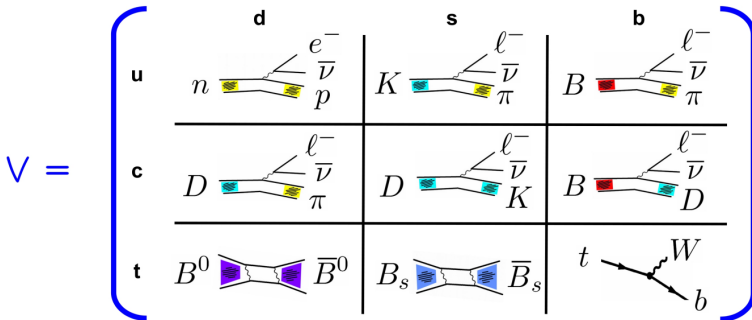 d s b
u n e⁻ ν̅ p K ℓ⁻ ν̅ π B ℓ⁻ ν̅ π
V =
c D ℓ⁻ ν̅ π D ℓ⁻ ν̅ K B ℓ⁻ ν̅ D
t B⁰ B̅⁰ Bₛ B̅ₛ t W b